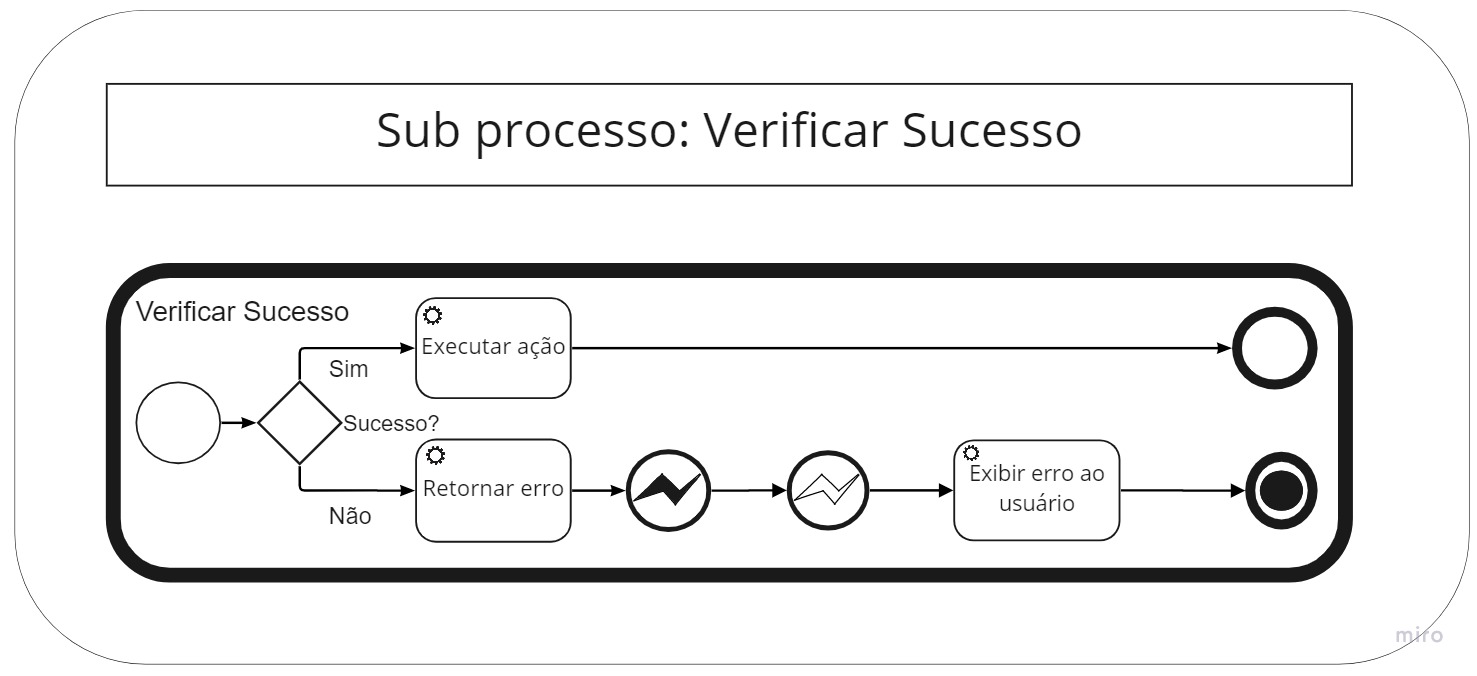 Sub processo: Verificar Sucesso
Verificar Sucesso
Executar ação
Sim
Sucesso?
Retornar erro
Exibir erro ao
usuário
Não
miro